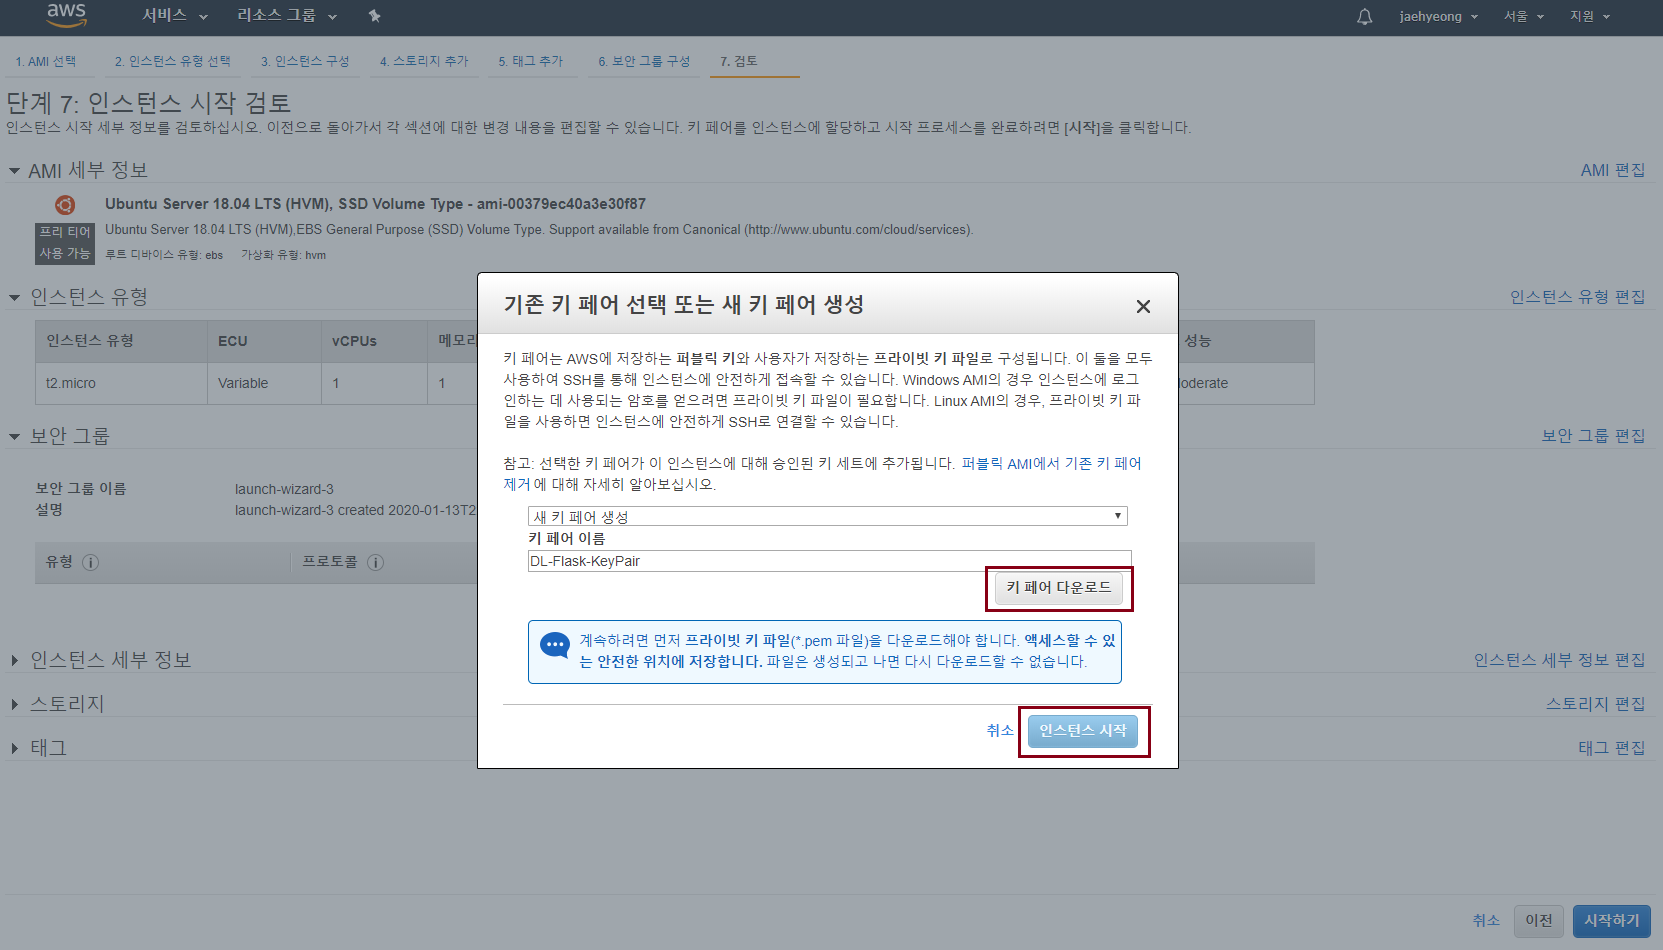 aws
서비스
리소스 그룹
jaehyeong
서울
지원
1. AMI 선택
2. 인스턴스 유형 선택
3. 인스턴스 구성
4. 스토리지 추가
5. 태그 추가
6. 보안 그룹 구성
7. 검토
단계 7: 인스턴스 시작 검토
인스턴스 시작 세부 정보를 검토하십시오. 이전으로 돌아가서 각 섹션에 대한 변경 내용을 편집할 수 있습니다. 키 페어를 인스턴스에 할당하고 시작 프로세스를 완료하려면 [시작]을 클릭합니다.
AMI 세부 정보
AMI 편집
Ubuntu Server 18.04 LTS (HVM), SSD Volume Type - ami-00379ec40a3e30f87
프리 티어
사용 가능
Ubuntu Server 18.04 LTS (HVM),EBS General Purpose (SSD) Volume Type. Support available from Canonical (http://www.ubuntu.com/cloud/services).
루트 디바이스 유형: ebs 가상화 유형: hvm
인스턴스 유형
인스턴스 유형 편집
인스턴스 유형 ECU vCPUs 메모리 성능
t2.micro Variable 1 1 loderate
보안 그룹
보안 그룹 편집
보안 그룹 이름 launch-wizard-3
설명 launch-wizard-3 created 2020-01-13T2
유형 프로토콜
인스턴스 세부 정보
인스턴스 세부 정보 편집
스토리지
스토리지 편집
태그
태그 편집
취소
이전
시작하기
기존 키 페어 선택 또는 새 키 페어 생성
키 페어는 AWS에 저장하는 퍼블릭 키와 사용자가 저장하는 프라이빗 키 파일로 구성됩니다. 이 둘을 모두
사용하여 SSH를 통해 인스턴스에 안전하게 접속할 수 있습니다. Windows AMI의 경우 인스턴스에 로그
인하는 데 사용되는 암호를 얻으려면 프라이빗 키 파일이 필요합니다. Linux AMI의 경우, 프라이빗 키 파
일을 사용하면 인스턴스에 안전하게 SSH로 연결할 수 있습니다.
참고: 선택한 키 페어가 이 인스턴스에 대해 승인된 키 세트에 추가됩니다. 퍼블릭 AMI에서 기존 키 페어
제거 에 대해 자세히 알아보십시오.
새 키 페어 생성
키 페어 이름
DL-Flask-KeyPair
키 페어 다운로드
계속하려면 먼저 프라이빗 키 파일(*.pem 파일)을 다운로드해야 합니다. 액세스할 수 있
는 안전한 위치에 저장합니다. 파일은 생성되고 나면 다시 다운로드할 수 없습니다.
취소
인스턴스 시작